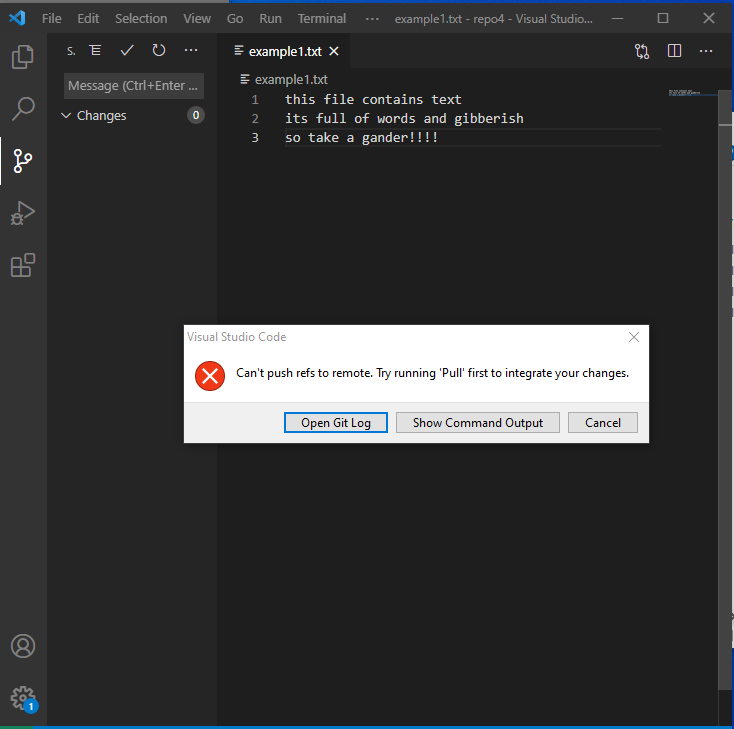 File Edit Selection View Go Run Terminal ··· example1.txt - repo4 - Visual Studio...
S.
example1.txt
Message (Ctrl+Enter ...
example1.txt
Changes 0
1 this file contains text
2 its full of words and gibberish
3 so take a gander!!!!
Visual Studio Code
Can't push refs to remote. Try running 'Pull' first to integrate your changes.
Open Git Log Show Command Output Cancel
1